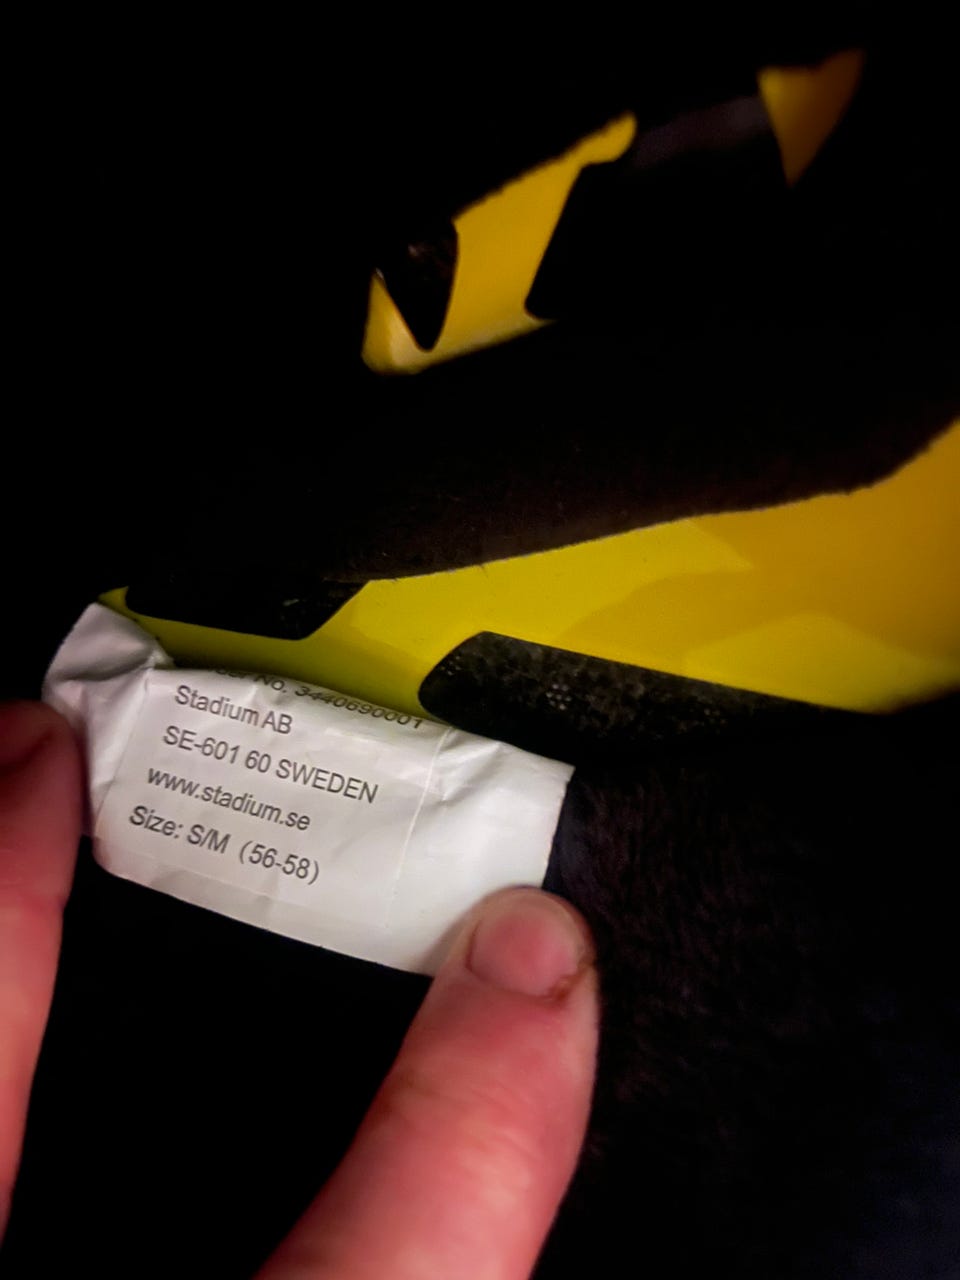 No. 3440690001
Stadium AB
SE-601 60 SWEDEN
www.stadium.se
Size: S/M (56-58)